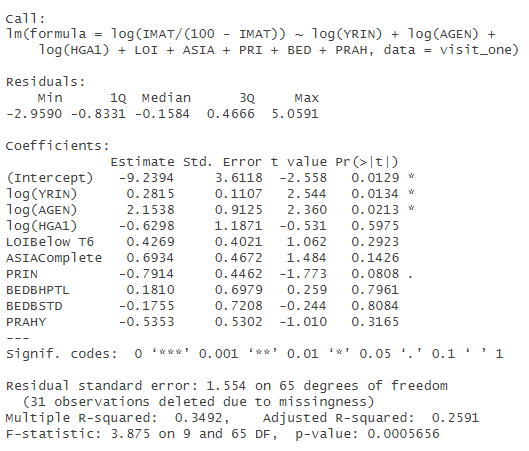 Call:
lm(formula = log(IMAT/(100 - IMAT)) ~ log(YRIN) + log(AGEN) +
    log(HGA1) + LOI + ASIA + PRI + BED + PRAH, data = visit_one)

Residuals:
    Min      1Q  Median      3Q     Max
-2.9590 -0.8331 -0.1584  0.4666  5.0591

Coefficients:
             Estimate Std. Error t value Pr(>|t|)
(Intercept)   -9.2394     3.6118  -2.558   0.0129 *
log(YRIN)      0.2815     0.1107   2.544   0.0134 *
log(AGEN)      2.1538     0.9125   2.360   0.0213 *
log(HGA1)     -0.6298     1.1871  -0.531   0.5975
LOIBelow T6    0.4269     0.4021   1.062   0.2923
ASIAComplete   0.6934     0.4672   1.484   0.1426
PRIN          -0.7914     0.4462  -1.773   0.0808 .
BEDBHPTL       0.1810     0.6979   0.259   0.7961
BEDBSTD       -0.1755     0.7208  -0.244   0.8084
PRAHY         -0.5353     0.5302  -1.010   0.3165
---
Signif. codes:  0 ‘***’ 0.001 ‘**’ 0.01 ‘*’ 0.05 ‘.’ 0.1 ‘ ’ 1

Residual standard error: 1.554 on 65 degrees of freedom
  (31 observations deleted due to missingness)
Multiple R-squared:  0.3492,    Adjusted R-squared:  0.2591
F-statistic: 3.875 on 9 and 65 DF,  p-value: 0.0005656